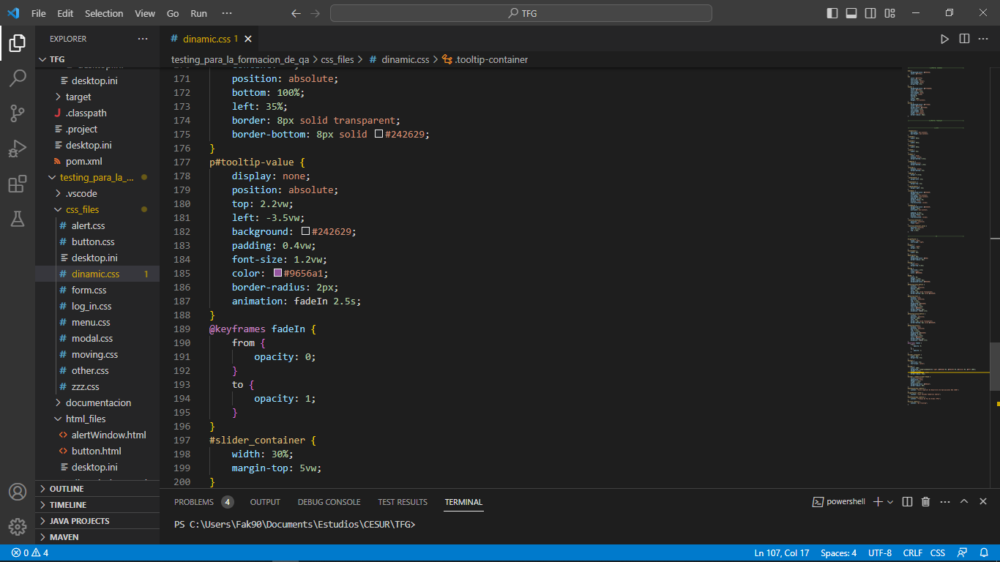 File Edit Selection View Go Run ··· TFG
EXPLORER ···
TFG
desktop.ini
target
.classpath
.project
desktop.ini
pom.xml
testing_para_la_...
.vscode
css_files
alert.css
button.css
desktop.ini
dinamic.css 1
form.css
log_in.css
menu.css
modal.css
moving.css
other.css
zzz.css
documentacion
html_files
alertWindow.html
button.html
desktop.ini
OUTLINE
TIMELINE
JAVA PROJECTS
MAVEN
dinamic.css 1
testing_para_la_formacion_de_qa > css_files > dinamic.css > .tooltip-container
171 position: absolute;
172 bottom: 100%;
173 left: 35%;
174 border: 8px solid transparent;
175 border-bottom: 8px solid #242629;
176 }
177 p#tooltip-value {
178 display: none;
179 position: absolute;
180 top: 2.2vw;
181 left: -3.5vw;
182 background: #242629;
183 padding: 0.4vw;
184 font-size: 1.2vw;
185 color: #9656a1;
186 border-radius: 2px;
187 animation: fadeIn 2.5s;
188 }
189 @keyframes fadeIn {
190 from {
191 opacity: 0;
192 }
193 to {
194 opacity: 1;
195 }
196 }
197 #slider_container {
198 width: 30%;
199 margin-top: 5vw;
200 }
PROBLEMS 4 OUTPUT DEBUG CONSOLE TEST RESULTS TERMINAL powershell
PS C:\Users\Fak90\Documents\Estudios\CESUR\TFG>
0 4 Ln 107, Col 17 Spaces: 4 UTF-8 CRLF CSS